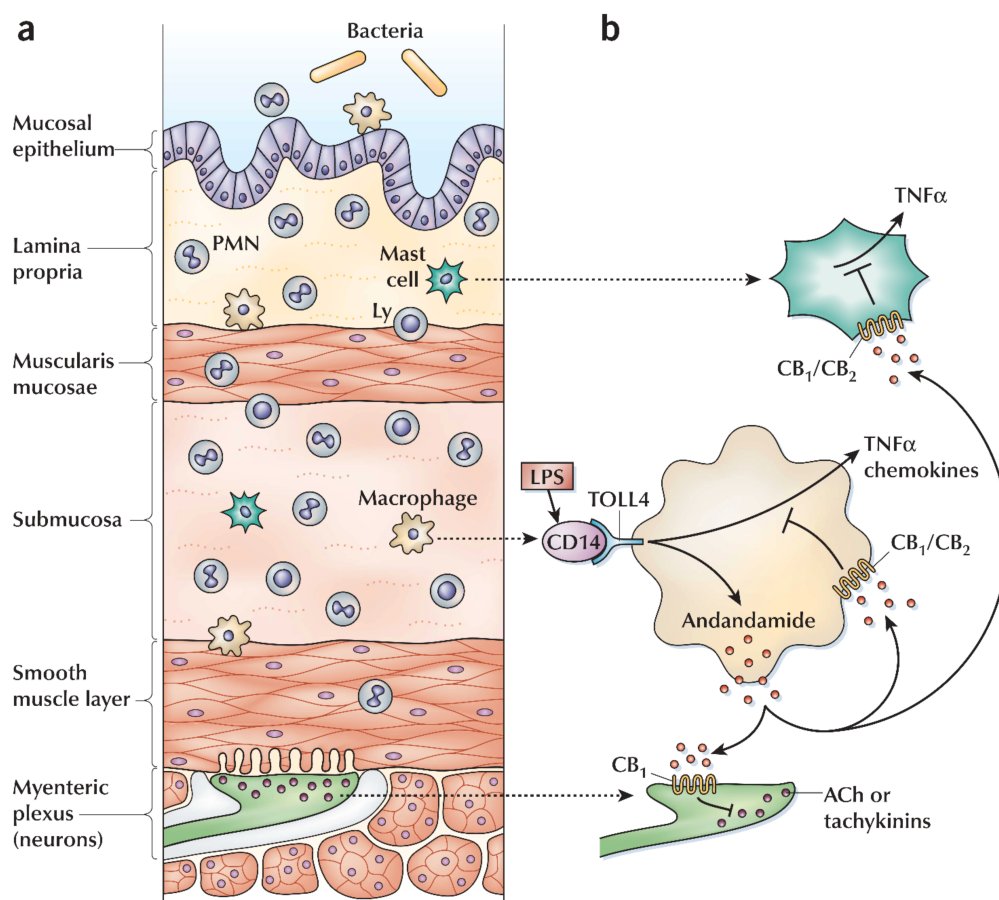 a
Bacteria
Mucosal
epithelium
Lamina
propria
PMN
Mast
cell
Ly
Muscularis
mucosae
Submucosa
Macrophage
Smooth
muscle layer
Myenteric
plexus
(neurons)
b
TNFα
CB₁/CB₂
TNFα
chemokines
LPS
TOLL4
CD14
CB₁/CB₂
Andandamide
CB₁
ACh or
tachykinins